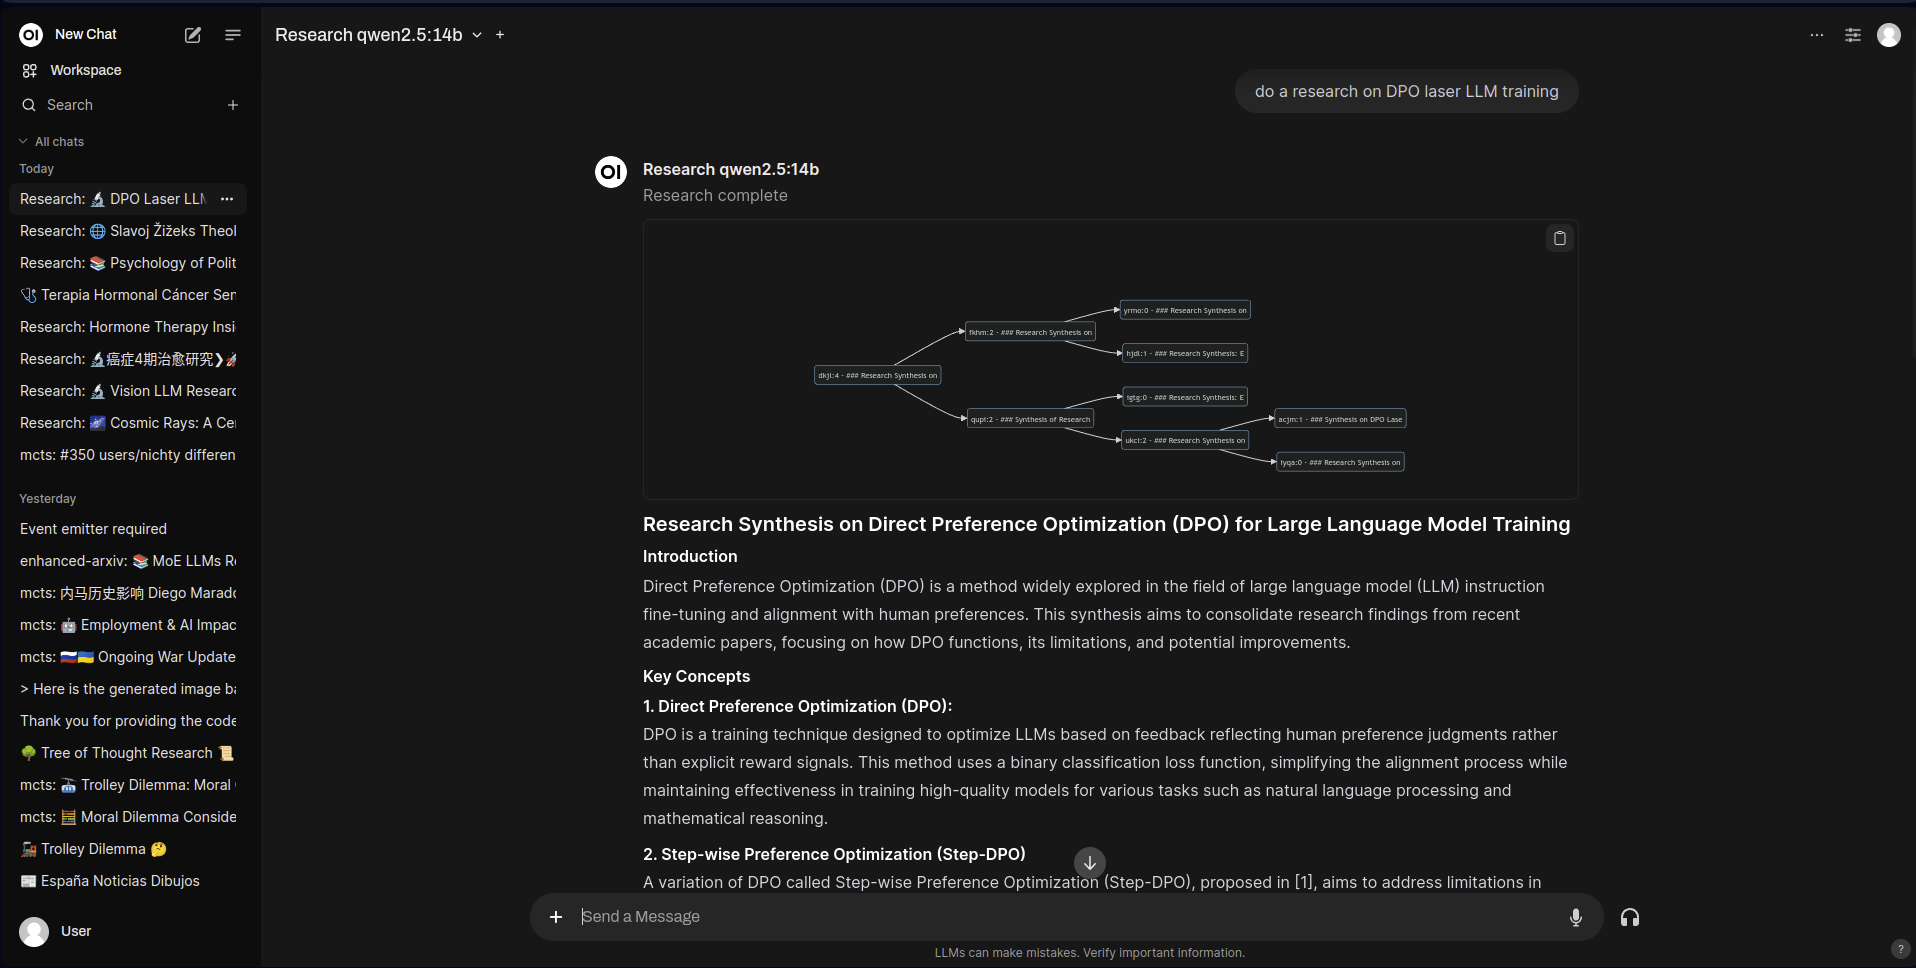 OI New Chat
Workspace
Search
All chats
Today
Research: 🔬 DPO Laser LLM
Research: 🌐 Slavoj Žižeks Theol
Research: 📚 Psychology of Polit
🩺 Terapia Hormonal Cáncer Sen
Research: Hormone Therapy Insi
Research: 🔬癌症4期治愈研究❯🚀
Research: 🔬 Vision LLM Researc
Research: 🌌 Cosmic Rays: A Cer
mcts: #350 users/nichty differen
Yesterday
Event emitter required
enhanced-arxiv: 📚 MoE LLMs Re
mcts: 内马历史影响 Diego Marado
mcts: 🤖 Employment & AI Impac
mcts: 🇷🇺🇺🇦 Ongoing War Update
> Here is the generated image ba
Thank you for providing the code
🌳 Tree of Thought Research 📜
mcts: 🚠 Trolley Dilemma: Moral
mcts: 🧮 Moral Dilemma Conside
🚂 Trolley Dilemma 🤔
📰 España Noticias Dibujos
User
Research qwen2.5:14b
do a research on DPO laser LLM training
OI Research qwen2.5:14b
Research complete
yrmo:0 - ### Research Synthesis on
fkhm:2 - ### Research Synthesis on
hjdl:1 - ### Research Synthesis: E
dkjl:4 - ### Research Synthesis on
igtg:0 - ### Research Synthesis: E
qupi:2 - ### Synthesis of Research
acjm:1 - ### Synthesis on DPO Lase
ukci:2 - ### Research Synthesis on
iyqa:0 - ### Research Synthesis on
Research Synthesis on Direct Preference Optimization (DPO) for Large Language Model Training
Introduction
Direct Preference Optimization (DPO) is a method widely explored in the field of large language model (LLM) instruction
fine-tuning and alignment with human preferences. This synthesis aims to consolidate research findings from recent
academic papers, focusing on how DPO functions, its limitations, and potential improvements.
Key Concepts
1. Direct Preference Optimization (DPO):
DPO is a training technique designed to optimize LLMs based on feedback reflecting human preference judgments rather
than explicit reward signals. This method uses a binary classification loss function, simplifying the alignment process while
maintaining effectiveness in training high-quality models for various tasks such as natural language processing and
mathematical reasoning.
2. Step-wise Preference Optimization (Step-DPO)
A variation of DPO called Step-wise Preference Optimization (Step-DPO), proposed in [1], aims to address limitations in
Send a Message
LLMs can make mistakes. Verify important information.
?